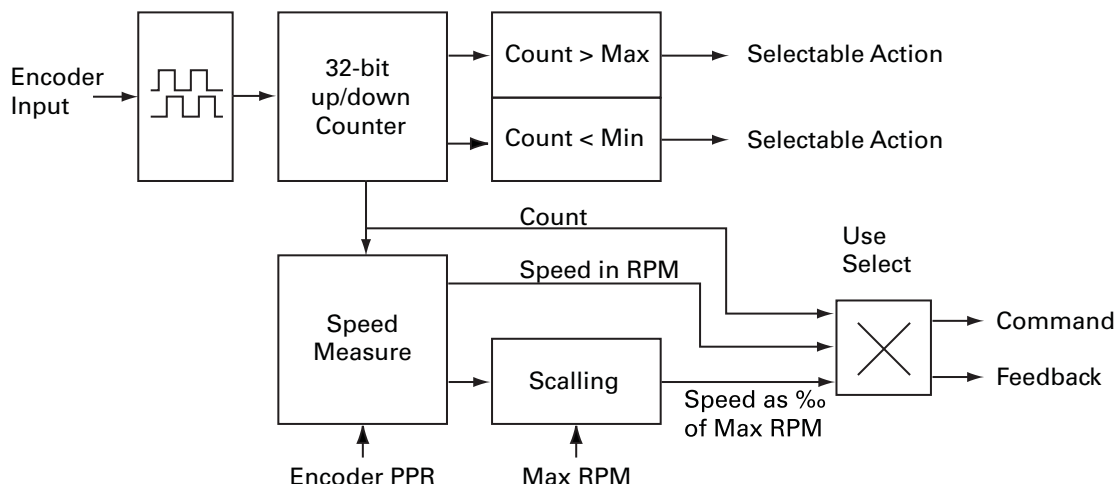 Encoder
Input
32-bit
up/down
Counter
Count > Max
Selectable Action
Count < Min
Selectable Action
Count
Use
Select
Speed in RPM
Speed
Measure
Command
Scalling
Feedback
Speed as ‰
of Max RPM
Encoder PPR
Max RPM